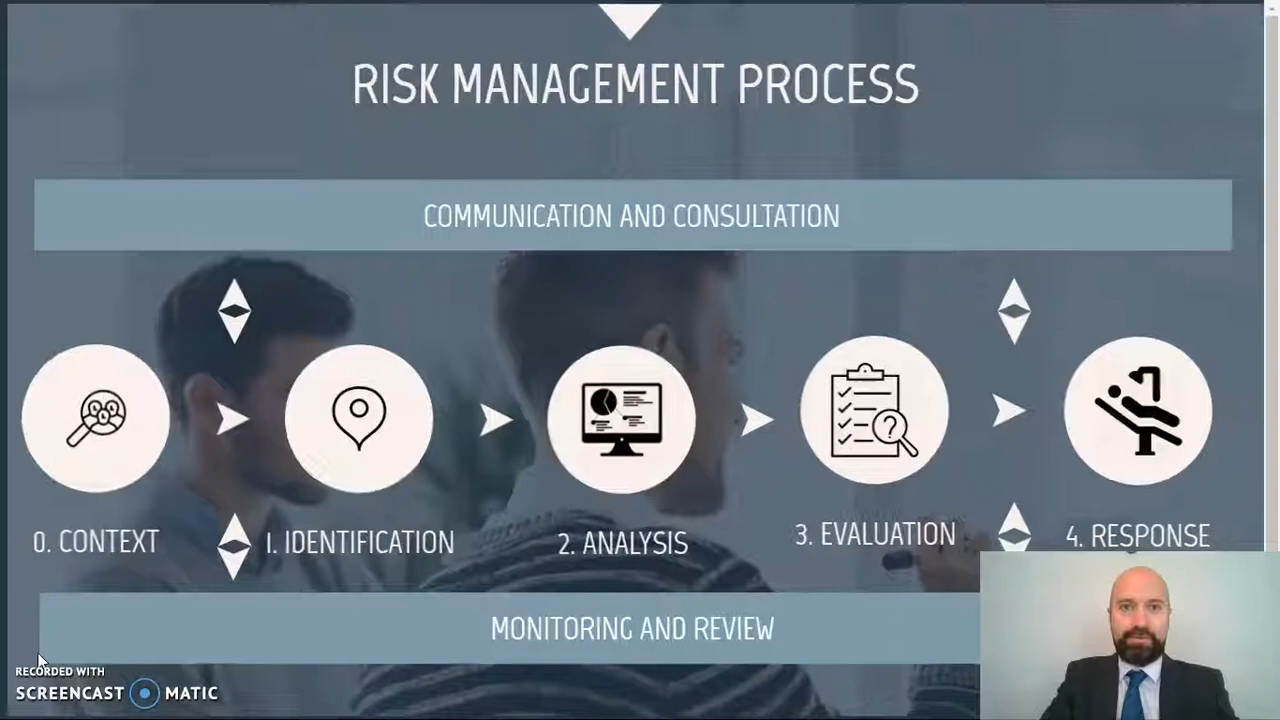 RISK MANAGEMENT PROCESS
COMMUNICATION AND CONSULTATION
0. CONTEXT
1. IDENTIFICATION
2. ANALYSIS
3. EVALUATION
4. RESPONSE
MONITORING AND REVIEW
RECORDED WITH
SCREENCAST MATIC